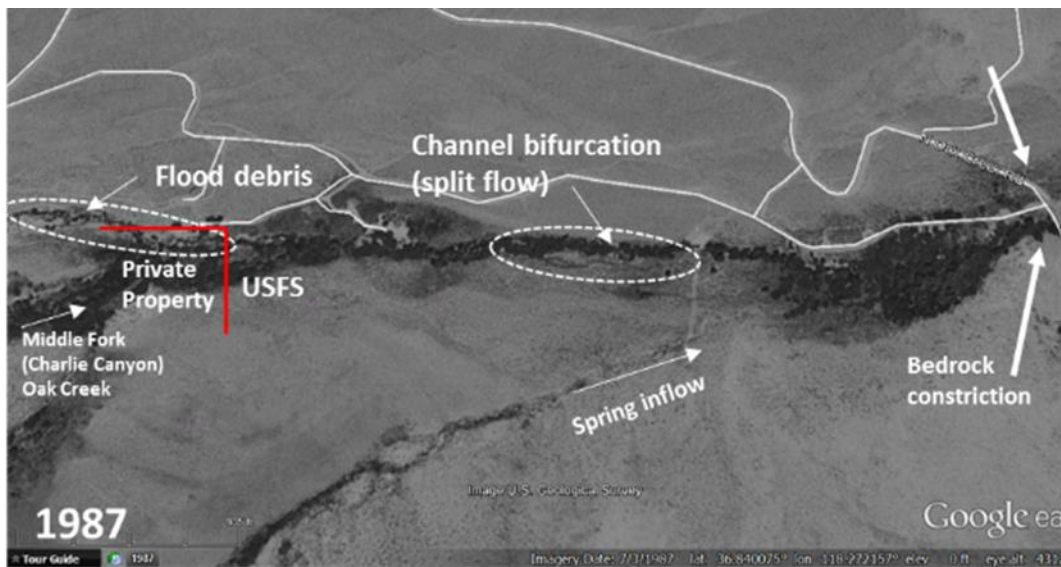 Channel bifurcation
(split flow)
Flood debris
Private
Property
USFS
Middle Fork
(Charlie Canyon)
Oak Creek
Bedrock
constriction
Spring inflow
Image U.S. Geological Survey
1987
Google ea
Tour Guide
1987
Imagery Date: 7/3/1987 lat 36.840075° lon -118.272157° elev 0 ft eye alt 431